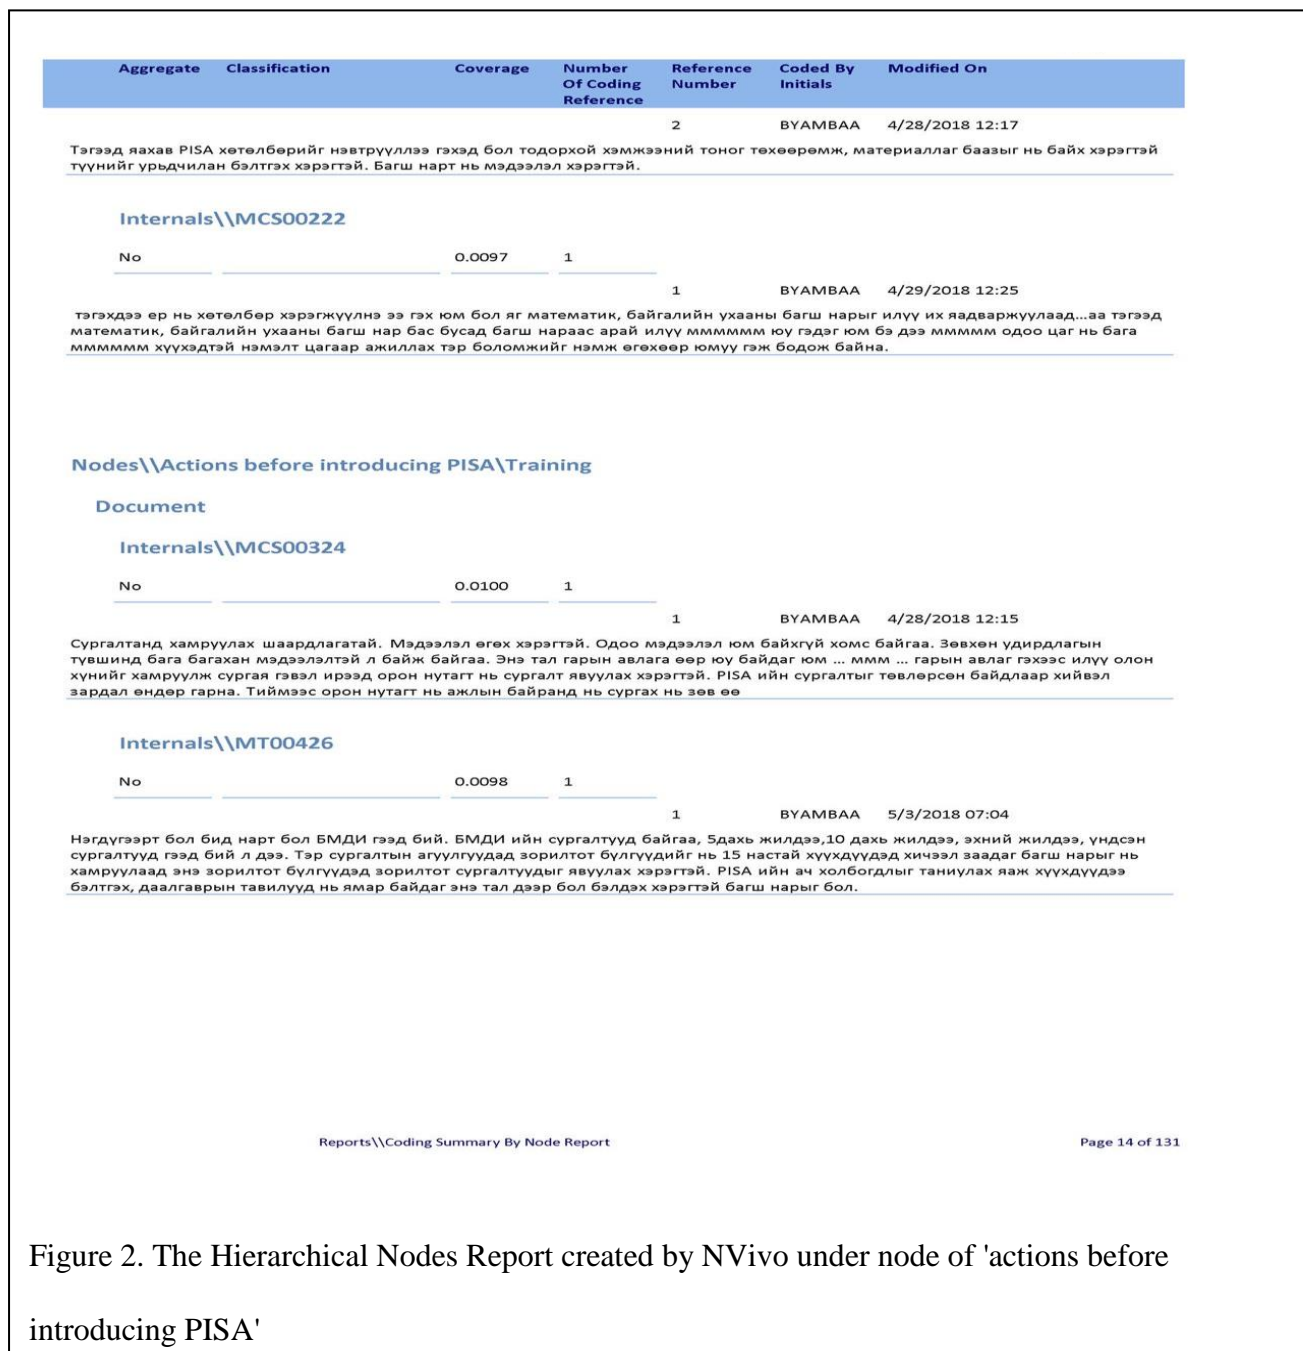 Aggregate Classification Coverage Number Reference Coded By Modified On
Of Coding Number Initials
Reference
2 BYAMBAA 4/28/2018 12:17
Тэгээд яахав PISA хөтөлбөрийг нэвтрүүллээ гэхэд бол тодорхой хэмжээний тоног төхөөрөмж, материаллаг баазыг нь байх хэрэгтэй
түүнийг урьдчилан бэлтгэх хэрэгтэй. Багш нарт нь мэдээлэл хэрэгтэй.
Internals\\MCS00222
No 0.0097 1
1 BYAMBAA 4/29/2018 12:25
тэгэхдээ ер нь хөтөлбөр хэрэгжүүлнэ ээ гэх юм бол яг математик, байгалийн ухааны багш нарыг илүү их яадваржуулаад...аа тэгээд
математик, байгалийн ухааны багш нар бас бусад багш нараас арай илүү мммммм юу гэдэг юм бэ дээ ммммм одоо цаг нь бага
мммммм хүүхэдтэй нэмэлт цагаар ажиллах тэр боломжийг нэмж өгөхөөр юмуу гэж бодож байна.
Nodes\\Actions before introducing PISA\Training
Document
Internals\\MCS00324
No 0.0100 1
1 BYAMBAA 4/28/2018 12:15
Сургалтанд хамруулах шаардлагатай. Мэдээлэл өгөх хэрэгтэй. Одоо мэдээлэл юм байхгүй хомс байгаа. Зөвхөн удирдлагын
түвшинд бага багахан мэдээлэлтэй л байж байгаа. Энэ тал гарын авлага өөр юу байдаг юм ... ммм ... гарын авлаг гэхээс илүү олон
хүнийг хамруулж сургая гэвэл ирээд орон нутагт нь сургалт явуулах хэрэгтэй. PISA ийн сургалтыг төвлөрсөн байдлаар хийвэл
зардал өндөр гарна. Тиймээс орон нутагт нь ажлын байранд нь сургах нь зөв өө
Internals\\MT00426
No 0.0098 1
1 BYAMBAA 5/3/2018 07:04
Нэгдүгээрт бол бид нарт бол БМДИ гээд бий. БМДИ ийн сургалтууд байгаа, 5дахь жилдээ,10 дахь жилдээ, эхний жилдээ, үндсэн
сургалтууд гээд бий л дээ. Тэр сургалтын агуулгуудад зорилтот бүлгүүдийг нь 15 настай хүүхдүүдэд хичээл заадаг багш нарыг нь
хамруулаад энэ зорилтот бүлгүүдэд зорилтот сургалтуудыг явуулах хэрэгтэй. PISA ийн ач холбогдлыг таниулах яаж хүүхдүүдээ
бэлтгэх, даалгаврын тавилууд нь ямар байдаг энэ тал дээр бол бэлдэх хэрэгтэй багш нарыг бол.
Reports\\Coding Summary By Node Report Page 14 of 131
Figure 2. The Hierarchical Nodes Report created by NVivo under node of 'actions before
introducing PISA'